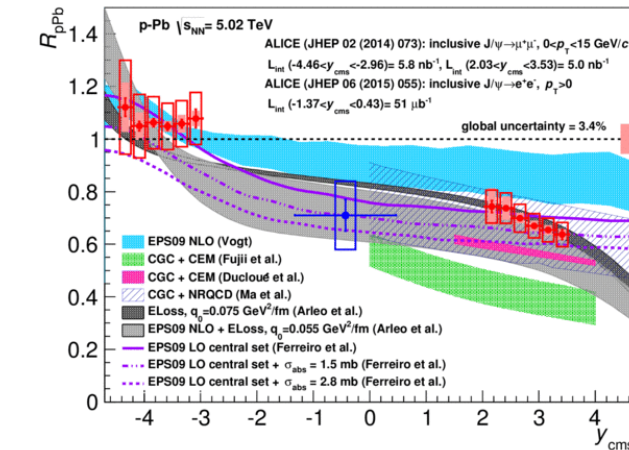 R_pPb
p-Pb √s_NN = 5.02 TeV
ALICE (JHEP 02 (2014) 073): inclusive J/ψ→μ⁺μ⁻, 0<p_T<15 GeV/c
L_int (-4.46<y_cms<-2.96) = 5.8 nb⁻¹, L_int (2.03<y_cms<3.53) = 5.0 nb⁻¹
ALICE (JHEP 06 (2015) 055): inclusive J/ψ→e⁺e⁻, p_T>0
L_int (-1.37<y_cms<0.43) = 51 μb⁻¹
global uncertainty = 3.4%
1.4
1.2
1
0.8
0.6
0.4
0.2
0
EPS09 NLO (Vogt)
CGC + CEM (Fujii et al.)
CGC + CEM (Ducloué et al.)
CGC + NRQCD (Ma et al.)
ELoss, q₀=0.075 GeV²/fm (Arleo et al.)
EPS09 NLO + ELoss, q₀=0.055 GeV²/fm (Arleo et al.)
EPS09 LO central set (Ferreiro et al.)
EPS09 LO central set + σ_abs = 1.5 mb (Ferreiro et al.)
EPS09 LO central set + σ_abs = 2.8 mb (Ferreiro et al.)
-4 -3 -2 -1 0 1 2 3 4
y_cms